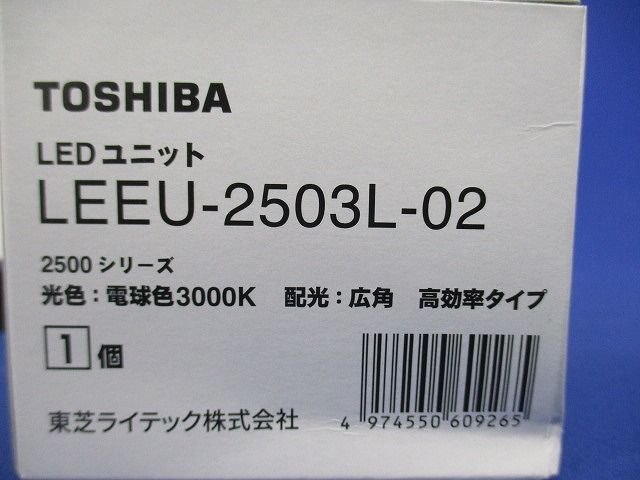 TOSHIBA
LEDユニット
LEEU-2503L-02
2500シリーズ
光色：電球色3000K　配光：広角　高効率タイプ
1個
東芝ライテック株式会社
4 974550 609265